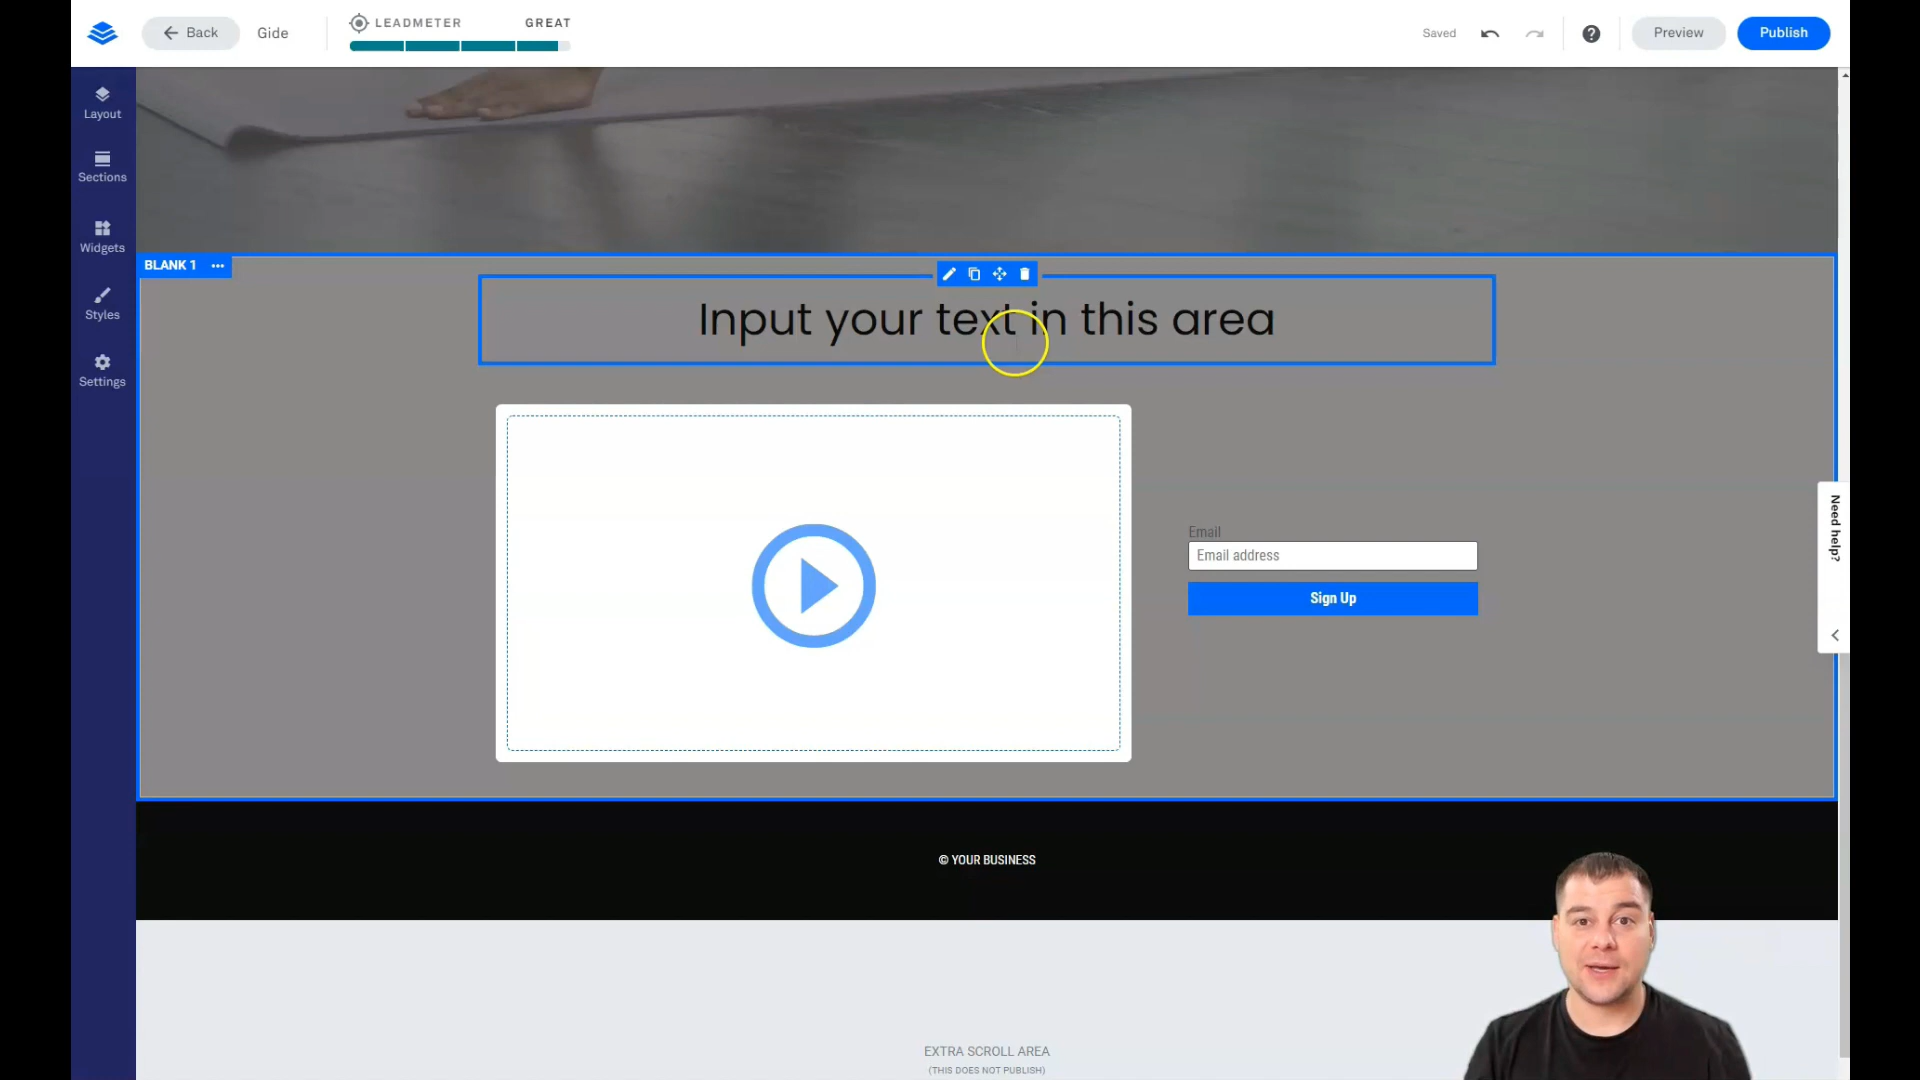 Back
Gide
LEADMETER
GREAT
Saved
Preview
Publish
Layout
Sections
Widgets
Styles
Settings
BLANK 1
Input your text in this area
Email
Email address
Sign Up
Need help?
© YOUR BUSINESS
EXTRA SCROLL AREA
(THIS DOES NOT PUBLISH)